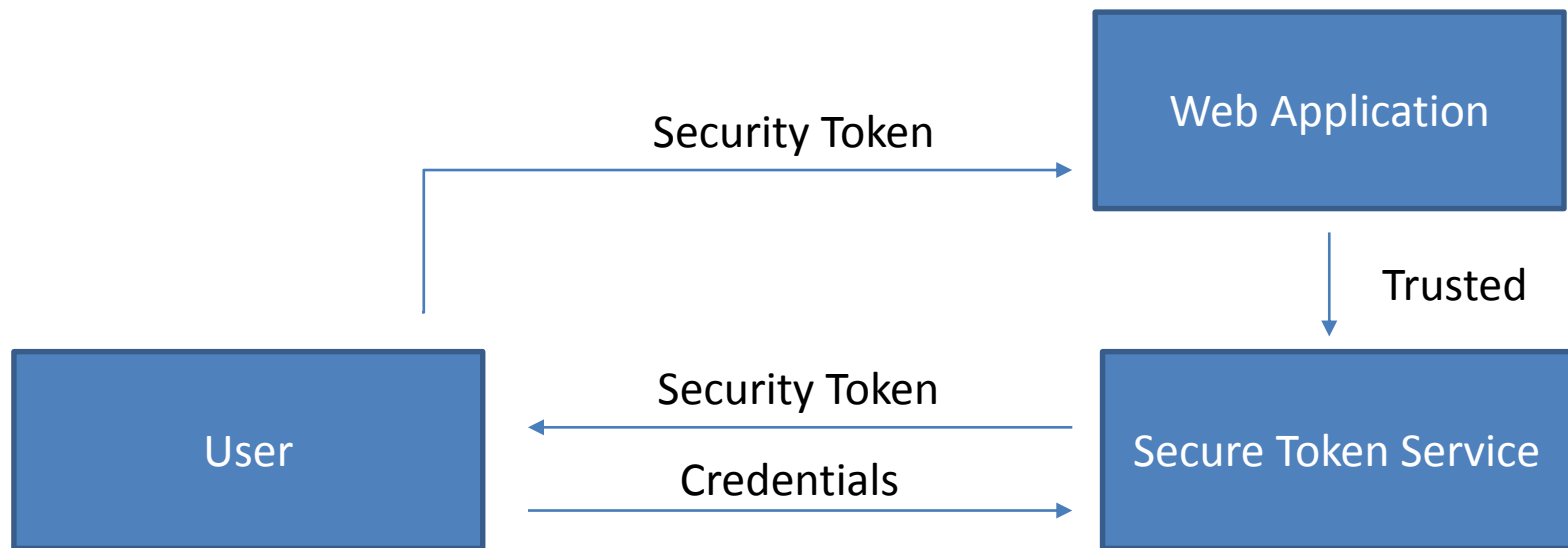 Web Application
Security Token
Trusted
Security Token
User
Secure Token Service
Credentials